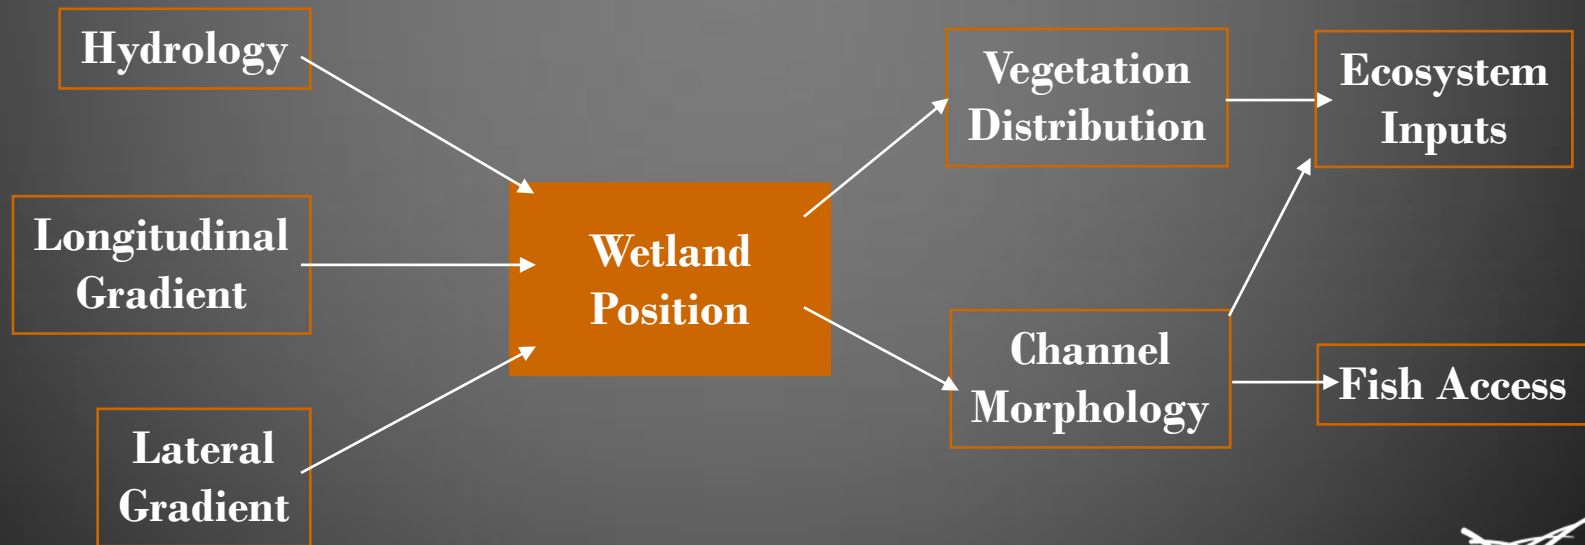 Hydrology
Longitudinal
Gradient
Lateral
Gradient
Wetland
Position
Vegetation
Distribution
Channel
Morphology
Ecosystem
Inputs
Fish Access